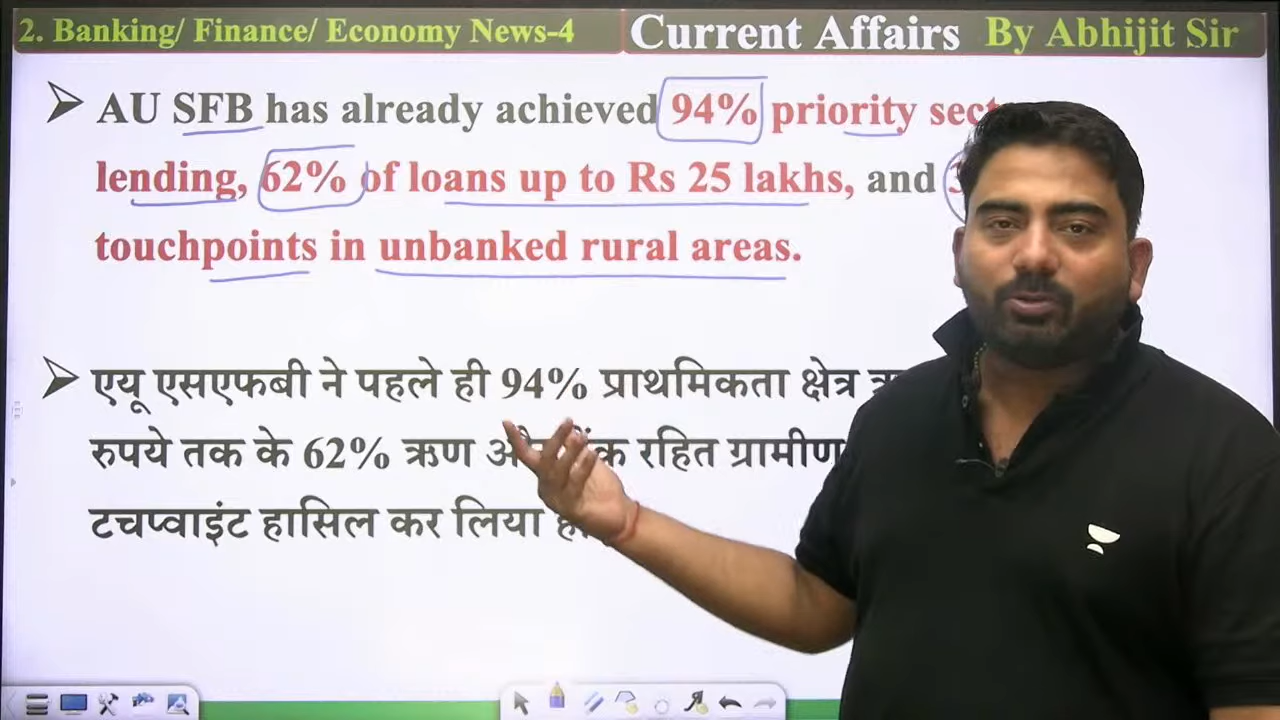 2. Banking/ Finance/ Economy News-4
Current Affairs By Abhijit Sir
AU SFB has already achieved 94% priority
lending, 62% of loans up to Rs 25 lakhs, and
touchpoints in unbanked rural areas.
एयू एसएफबी ने पहले ही 94% प्राथमिकता क्षेत्र
रुपये तक के 62% ऋण रहित ग्रामीण
टचप्वाइंट हासिल कर लिया